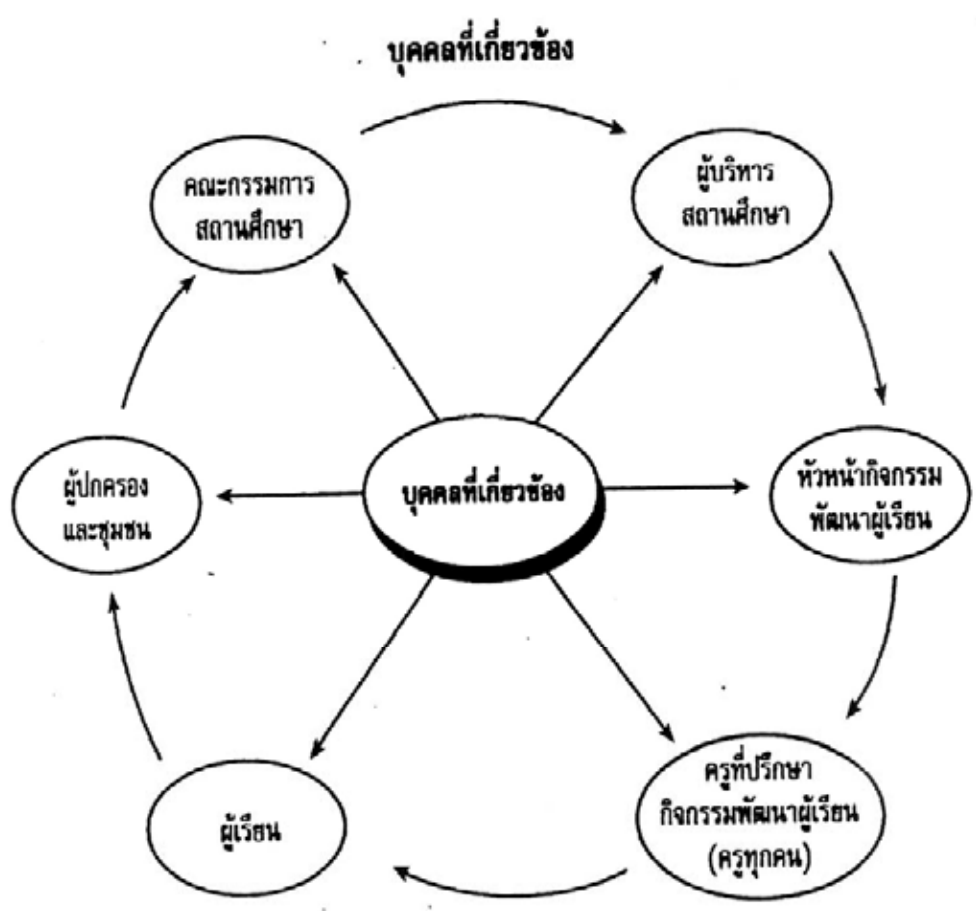 บุคคลที่เกี่ยวข้อง
คณะกรรมการ
สถานศึกษา
ผู้บริหาร
สถานศึกษา
ผู้ปกครอง
และชุมชน
บุคคลที่เกี่ยวข้อง
หัวหน้ากิจกรรม
พัฒนาผู้เรียน
ผู้เรียน
ครูที่ปรึกษา
กิจกรรมพัฒนาผู้เรียน
(ครูทุกคน)